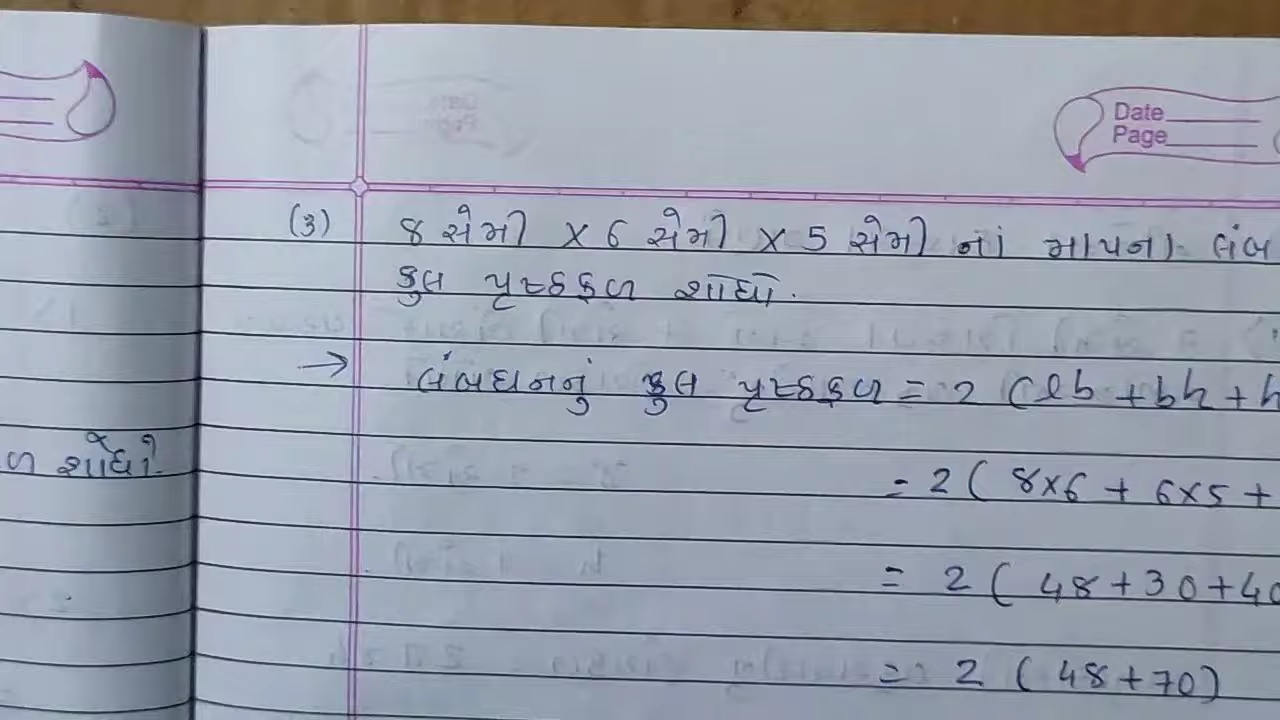 Date
Page
(3) 8 સેમી × 6 સેમી × 5 સેમી નાં માપના લંબ
કુલ પૃષ્ઠફળ શોધો.
→ લંબઘનનું કુલ પૃષ્ઠફળ = 2 (lb + bh + h
ળ શોધો.
= 2 ( 8×6 + 6×5 +
= 2 ( 48 + 30 + 40
= 2 ( 48 + 70)